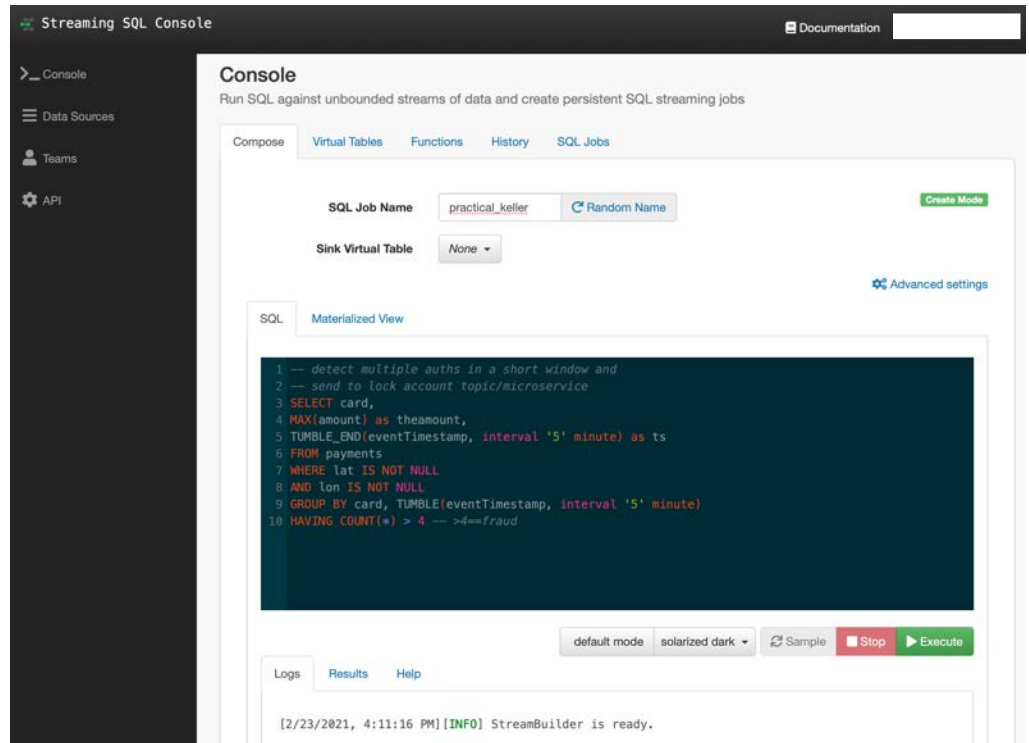 Streaming SQL Console
Documentation
Console
Data Sources
Teams
API
Console
Run SQL against unbounded streams of data and create persistent SQL streaming jobs
Compose Virtual Tables Functions History SQL Jobs
SQL Job Name practical_keller Random Name Create Mode
Sink Virtual Table None
Advanced settings
SQL Materialized View
1 -- detect multiple auths in a short window and
2 -- send to lock account topic/microservice
3 SELECT card,
4 MAX(amount) as theamount,
5 TUMBLE_END(eventTimestamp, interval '5' minute) as ts
6 FROM payments
7 WHERE lat IS NOT NULL
8 AND lon IS NOT NULL
9 GROUP BY card, TUMBLE(eventTimestamp, interval '5' minute)
10 HAVING COUNT(*) > 4 -- >4==fraud
default mode solarized dark Sample Stop Execute
Logs Results Help
[2/23/2021, 4:11:16 PM][INFO] StreamBuilder is ready.